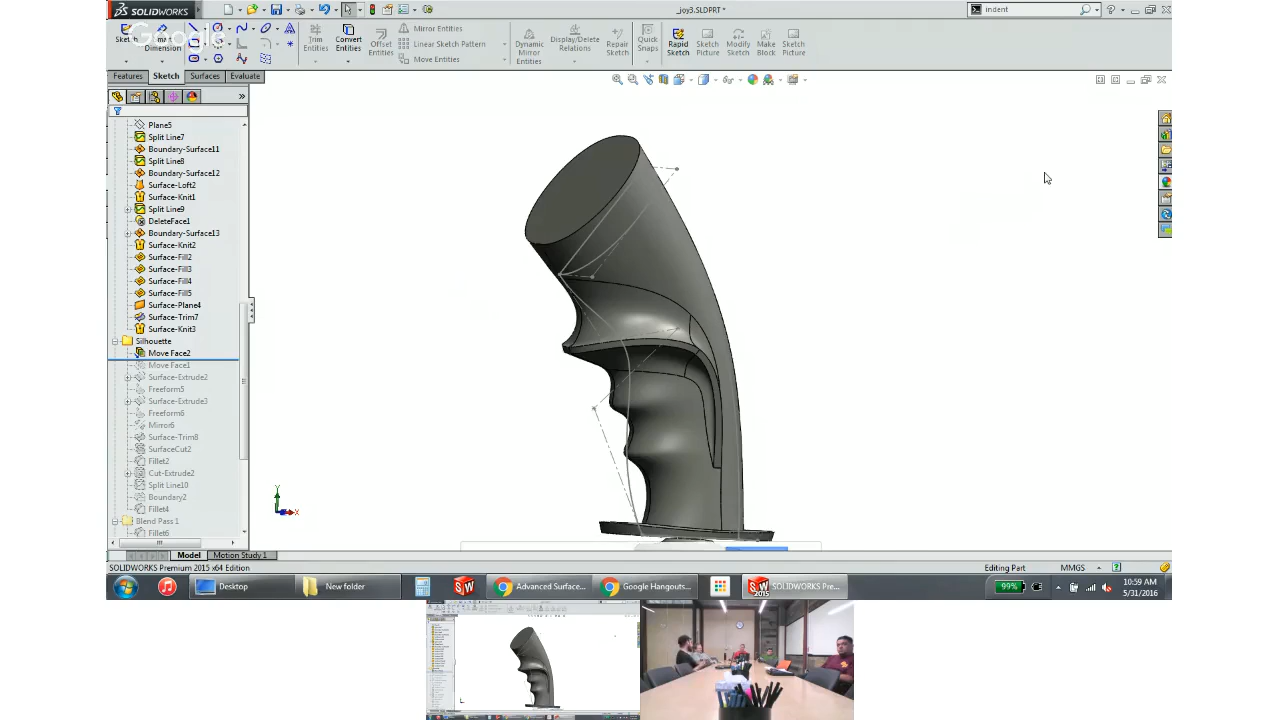 SOLIDWORKS
_joy3.SLDPRT *
indent
Google
Sketch
Dimension
Trim Entities
Convert Entities
Offset Entities
Mirror Entities
Linear Sketch Pattern
Move Entities
Dynamic Mirror Entities
Display/Delete Relations
Repair Sketch
Quick Snaps
Rapid Sketch
Sketch Picture
Modify Sketch
Make Block
Sketch Picture
Features
Sketch
Surfaces
Evaluate
Plane5
Split Line7
Boundary-Surface11
Split Line8
Boundary-Surface12
Surface-Loft2
Surface-Knit1
Split Line9
DeleteFace1
Boundary-Surface13
Surface-Knit2
Surface-Fill2
Surface-Fill3
Surface-Fill4
Surface-Fill5
Surface-Plane4
Surface-Trim7
Surface-Knit3
Silhouette
Move Face2
Move Face1
Surface-Extrude2
Freeform5
Surface-Extrude3
Freeform6
Mirror6
Surface-Trim8
SurfaceCut2
Fillet2
Cut-Extrude2
Split Line10
Boundary2
Fillet4
Blend Pass 1
Fillet6
Y
X
Model
Motion Study 1
SOLIDWORKS Premium 2015 x64 Edition
Editing Part
MMGS
Desktop
New folder
Advanced Surface...
Google Hangouts...
SOLIDWORKS Pre...
99%
10:59 AM
5/31/2016